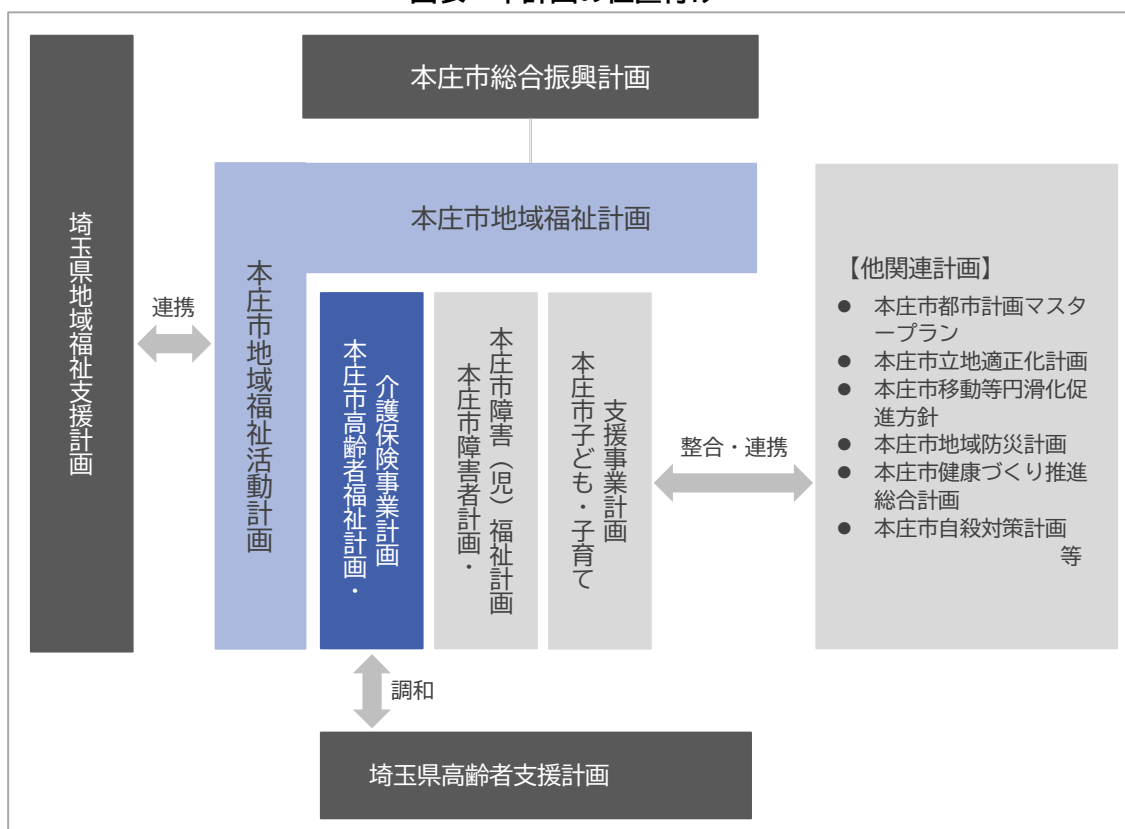 本庄市総合振興計画
埼玉県地域福祉支援計画
連携
本庄市地域福祉計画
本庄市地域福祉活動計画
本庄市高齢者福祉計画・
介護保険事業計画
本庄市障害者計画・
本庄市障害（児）福祉計画
本庄市子ども・子育て
支援事業計画
整合・連携
【他関連計画】
● 本庄市都市計画マスタ
ープラン
● 本庄市立地適正化計画
● 本庄市移動等円滑化促
進方針
● 本庄市地域防災計画
● 本庄市健康づくり推進
総合計画
● 本庄市自殺対策計画
等
調和
埼玉県高齢者支援計画